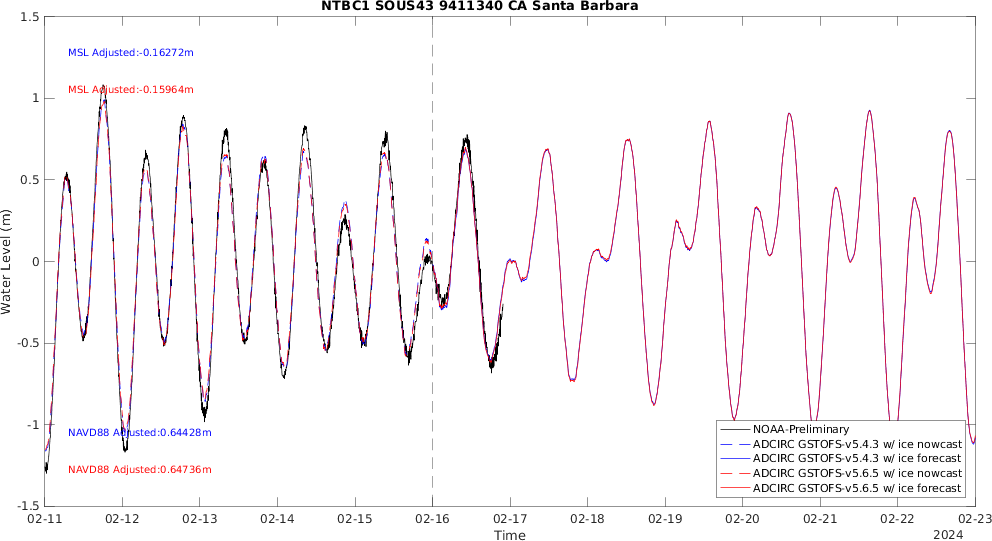 NTBC1 SOUS43 9411340 CA Santa Barbara
1.5
1
0.5
0
-0.5
-1
-1.5
Water Level (m)
MSL Adjusted:-0.16272m
MSL Adjusted:-0.15964m
NAVD88 Adjusted:0.64428m
NAVD88 Adjusted:0.64736m
NOAA-Preliminary
ADCIRC GSTOFS-v5.4.3 w/ ice nowcast
ADCIRC GSTOFS-v5.4.3 w/ ice forecast
ADCIRC GSTOFS-v5.6.5 w/ ice nowcast
ADCIRC GSTOFS-v5.6.5 w/ ice forecast
02-11 02-12 02-13 02-14 02-15 02-16 02-17 02-18 02-19 02-20 02-21 02-22 02-23
Time
2024